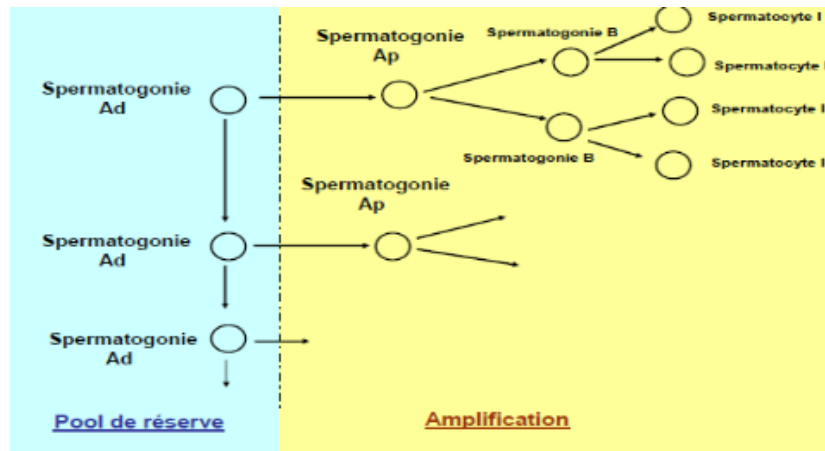 Spermatogonie
Ad
Spermatogonie
Ap
Spermatogonie B
Spermatocyte I
Spermatocyte I
Spermatogonie B
Spermatocyte I
Spermatocyte I
Spermatogonie
Ad
Spermatogonie
Ap
Spermatogonie
Ad
Pool de réserve
Amplification